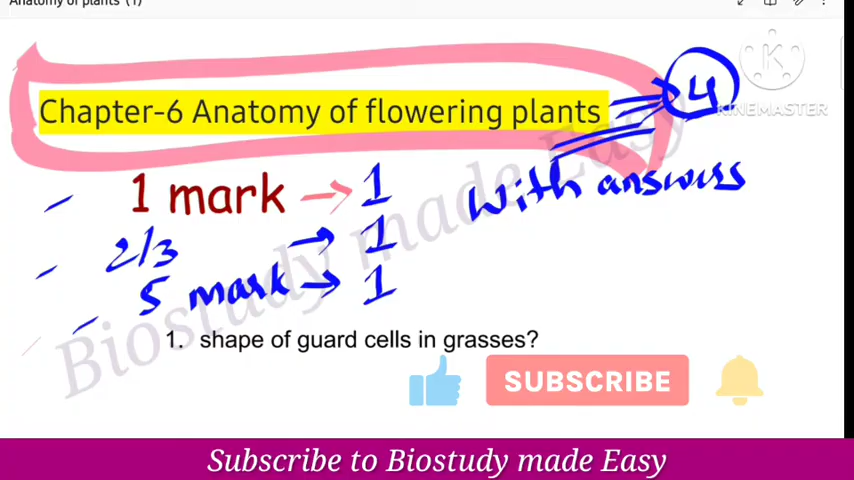 Anatomy of plants (1)
KINEMASTER
Chapter-6 Anatomy of flowering plants 4
1 mark → 1 With answers
2/3 → 1
5 mark → 1
Biostudy made Easy
1. shape of guard cells in grasses?
SUBSCRIBE
Subscribe to Biostudy made Easy